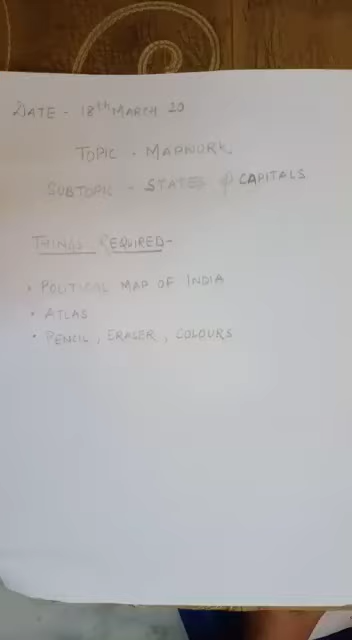 DATE - 18th MARCH 20
TOPIC - MAPWORK
SUBTOPIC - STATES & CAPITALS
THINGS REQUIRED-
• POLITICAL MAP OF INDIA
• ATLAS
• PENCIL, ERASER, COLOURS